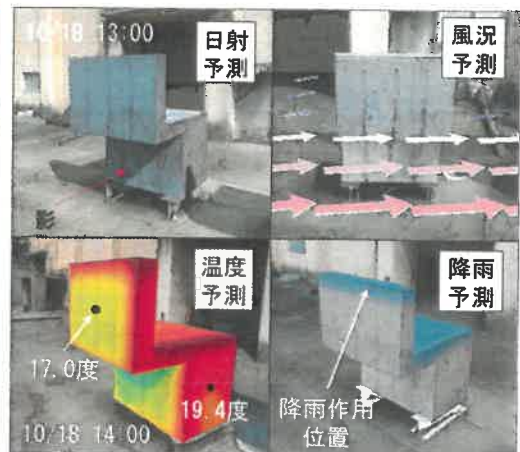 10/18 13:00
日射
予測
影
風況
予測
温度
予測
17.0度
19.4度
10/18 14:00
降雨
予測
降雨作用
位置